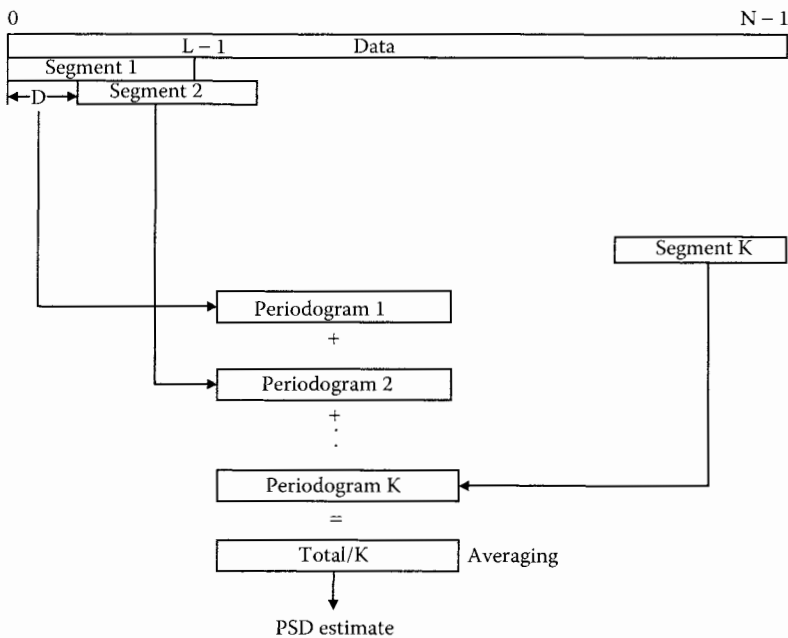 0 N – 1
L – 1 Data
Segment 1
D Segment 2
Segment K
Periodogram 1
+
Periodogram 2
+
⋮
Periodogram K
=
Total/K Averaging
PSD estimate